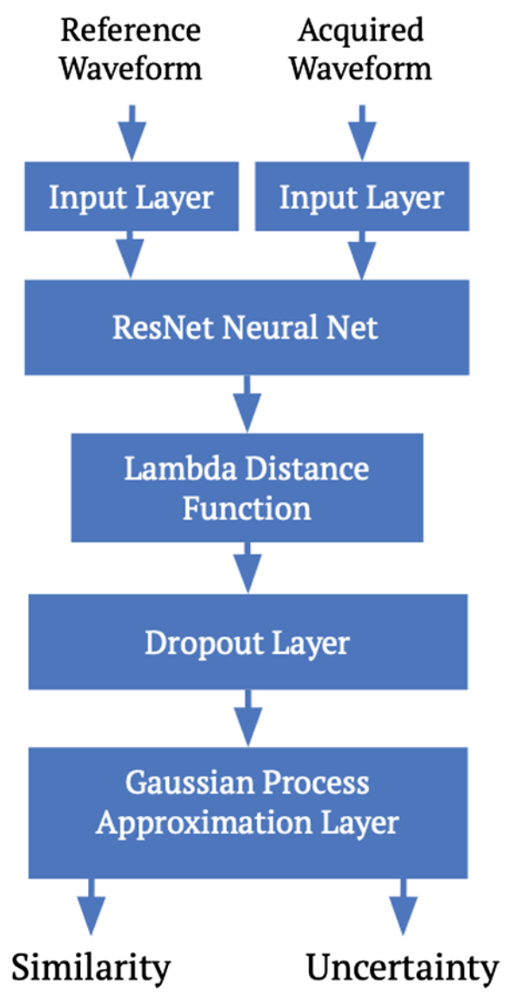 Reference
Waveform
Acquired
Waveform
Input Layer
Input Layer
ResNet Neural Net
Lambda Distance
Function
Dropout Layer
Gaussian Process
Approximation Layer
Similarity
Uncertainty